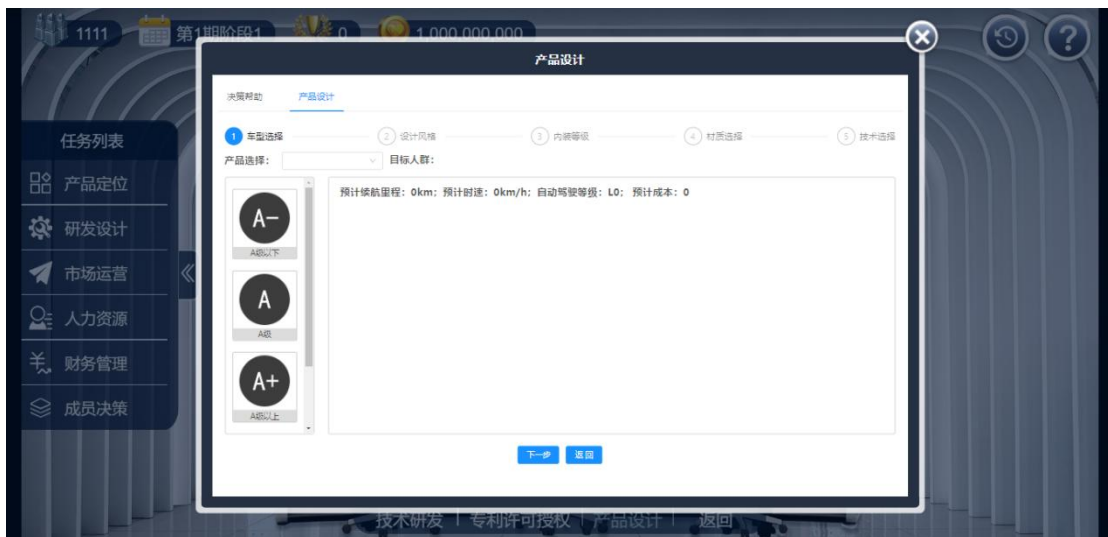 1111 第1期阶段1 0 1,000,000,000
产品设计
决策帮助 产品设计
1 车型选择 2 设计风格 3 内装等级 4 材质选择 5 技术选择
产品选择： 目标人群：
预计续航里程：0km；预计时速：0km/h；自动驾驶等级：L0； 预计成本：0
A-
A级以下
A
A级
A+
A级以上
下一步 返回
任务列表
产品定位
研发设计
市场运营
人力资源
财务管理
成员决策
技术研发 | 专利许可授权 | 产品设计 | 返回